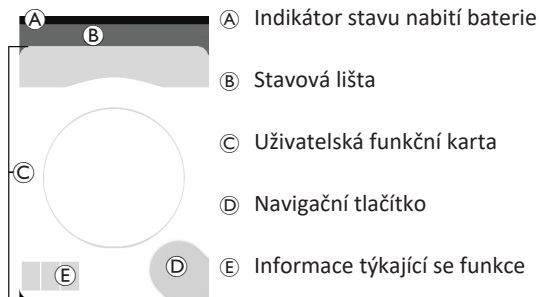 Ⓐ Ⓐ Indikátor stavu nabití baterie
Ⓑ
Ⓑ Stavová lišta
Ⓒ Uživatelská funkční karta
Ⓒ
Ⓓ Navigační tlačítko
Ⓓ
Ⓔ Ⓔ Informace týkající se funkce